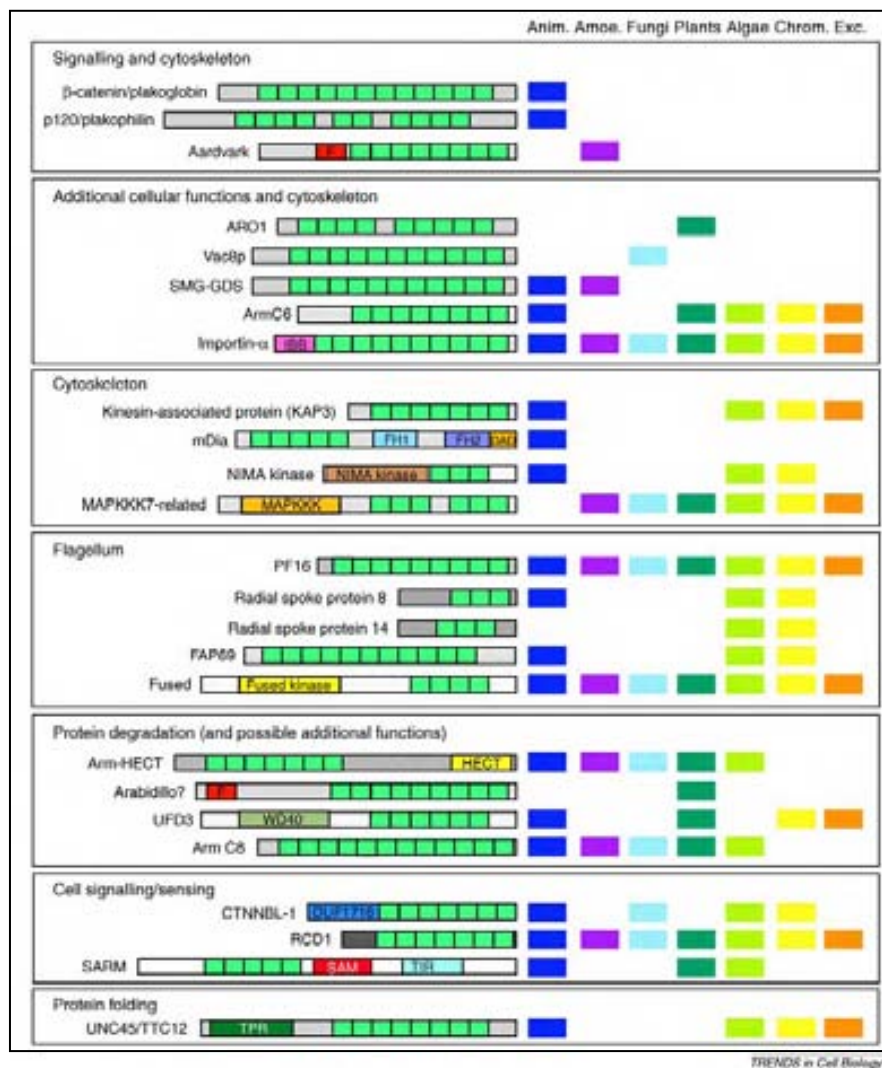 Anim. Amoe. Fungi Plants Algae Chrom. Exc.
Signalling and cytoskeleton
β-catenin/plakoglobin
p120/plakophilin
Aardvark F
Additional cellular functions and cytoskeleton
ARO1
Vac8p
SMG-GDS
ArmC6
Importin-α IBB
Cytoskeleton
Kinesin-associated protein (KAP3)
mDia FH1 FH2 DAD
NIMA kinase NIMA kinase
MAPKKK7-related MAPKKK
Flagellum
PF16
Radial spoke protein 8
Radial spoke protein 14
FAP69
Fused Fused kinase
Protein degradation (and possible additional functions)
Arm-HECT HECT
Arabidillo? F
UFD3 WD40
Arm C8
Cell signalling/sensing
CTNNBL-1 DUF1716
RCD1
SARM SAM TIR
Protein folding
UNC45/TTC12 TPR
TRENDS in Cell Biology